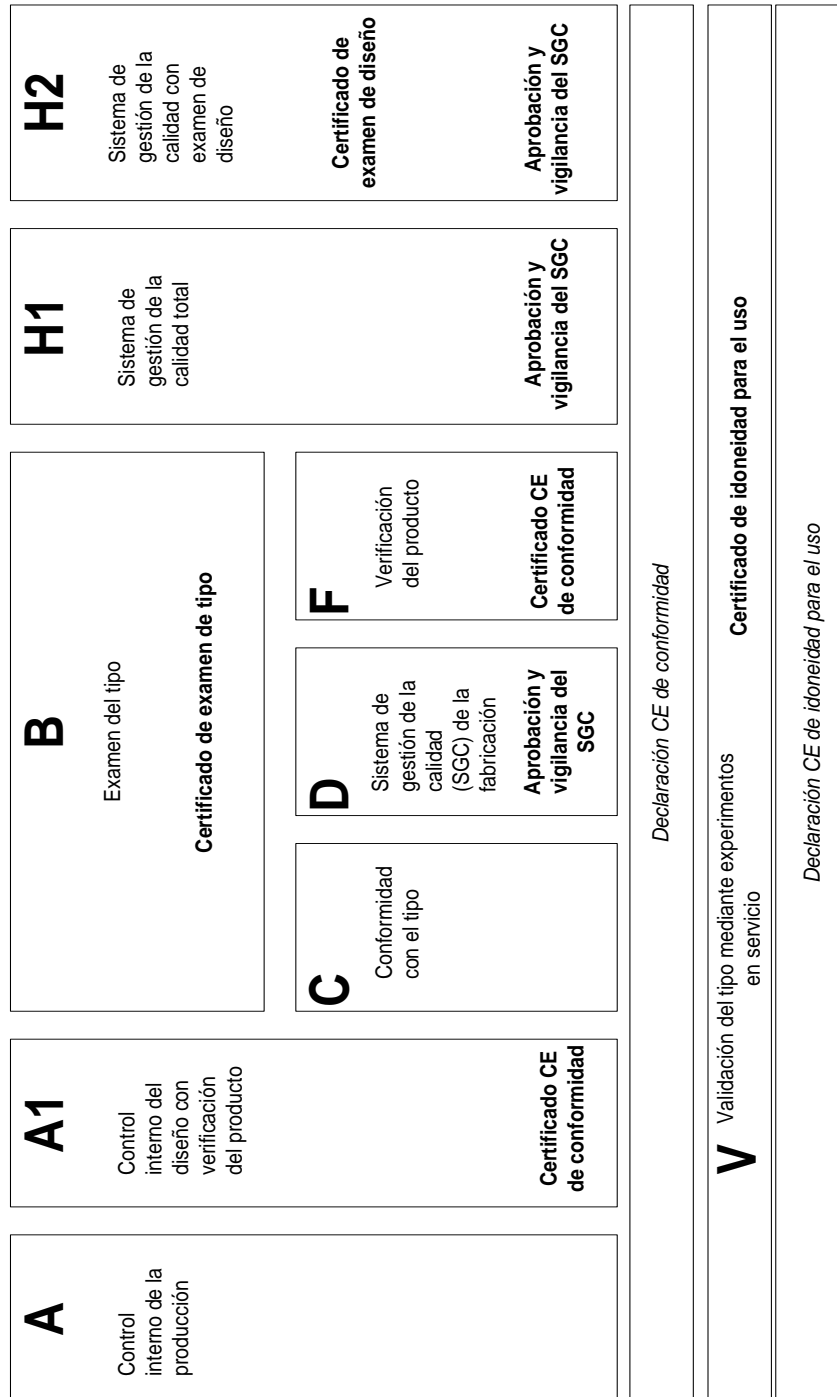 A
Control
interno de la
producción
A1
Control
interno del
diseño con
verificación
del producto
Certificado CE
de conformidad
B
Examen del tipo
Certificado de examen de tipo
C
Conformidad
con el tipo
D
Sistema de
gestión de la
calidad
(SGC) de la
fabricación
Aprobación y
vigilancia del
SGC
F
Verificación
del producto
Certificado CE
de conformidad
H1
Sistema de
gestión de la
calidad total
Aprobación y
vigilancia del SGC
H2
Sistema de
gestión de la
calidad con
examen de
diseño
Certificado de
examen de diseño
Aprobación y
vigilancia del SGC
Declaración CE de conformidad
V Validación del tipo mediante experimentos
en servicio
Certificado de idoneidad para el uso
Declaración CE de idoneidad para el uso